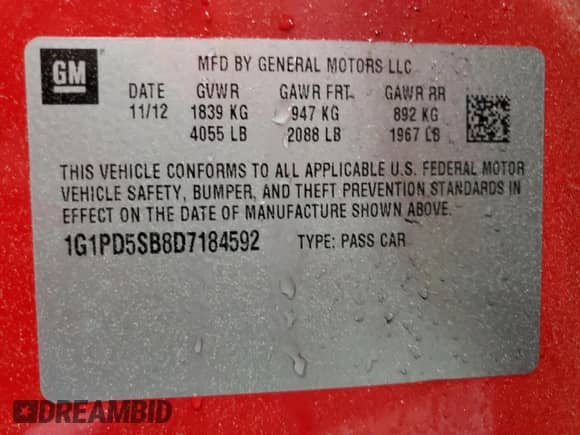 GM
MFD BY GENERAL MOTORS LLC
DATE GVWR GAWR FRT GAWR RR
11/12 1839 KG 947 KG 892 KG
4055 LB 2088 LB 1967 LB
THIS VEHICLE CONFORMS TO ALL APPLICABLE U.S. FEDERAL MOTOR
VEHICLE SAFETY, BUMPER, AND THEFT PREVENTION STANDARDS IN
EFFECT ON THE DATE OF MANUFACTURE SHOWN ABOVE.
1G1PD5SB8D7184592 TYPE: PASS CAR
DREAMBID